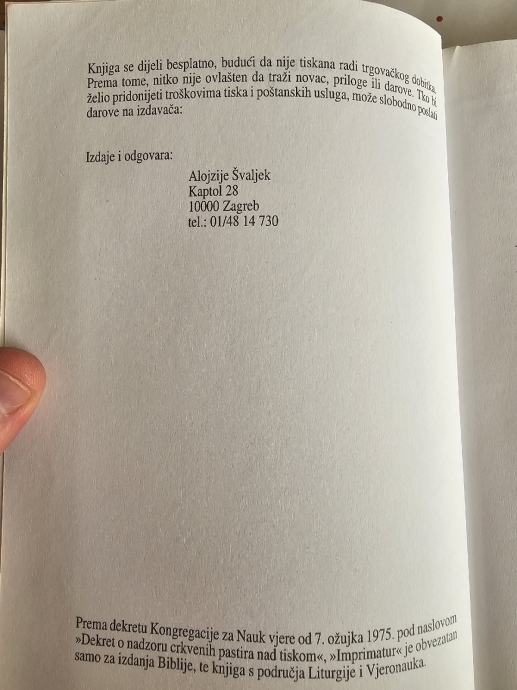 Knjiga se dijeli besplatno, budući da nije tiskana radi trgovačkog dobitka.
Prema tome, nitko nije ovlašten da traži novac, priloge ili darove. Tko bi
želio pridonijeti troškovima tiska i poštanskih usluga, može slobodno poslati
darove na izdavača:
Izdaje i odgovara:
Alojzije Švaljek
Kaptol 28
10000 Zagreb
tel.: 01/48 14 730
Prema dekretu Kongregacije za Nauk vjere od 7. ožujka 1975. pod naslovom
»Dekret o nadzoru crkvenih pastira nad tiskom«, »Imprimatur« je obvezatan
samo za izdanja Biblije, te knjiga s područja Liturgije i Vjeronauka.